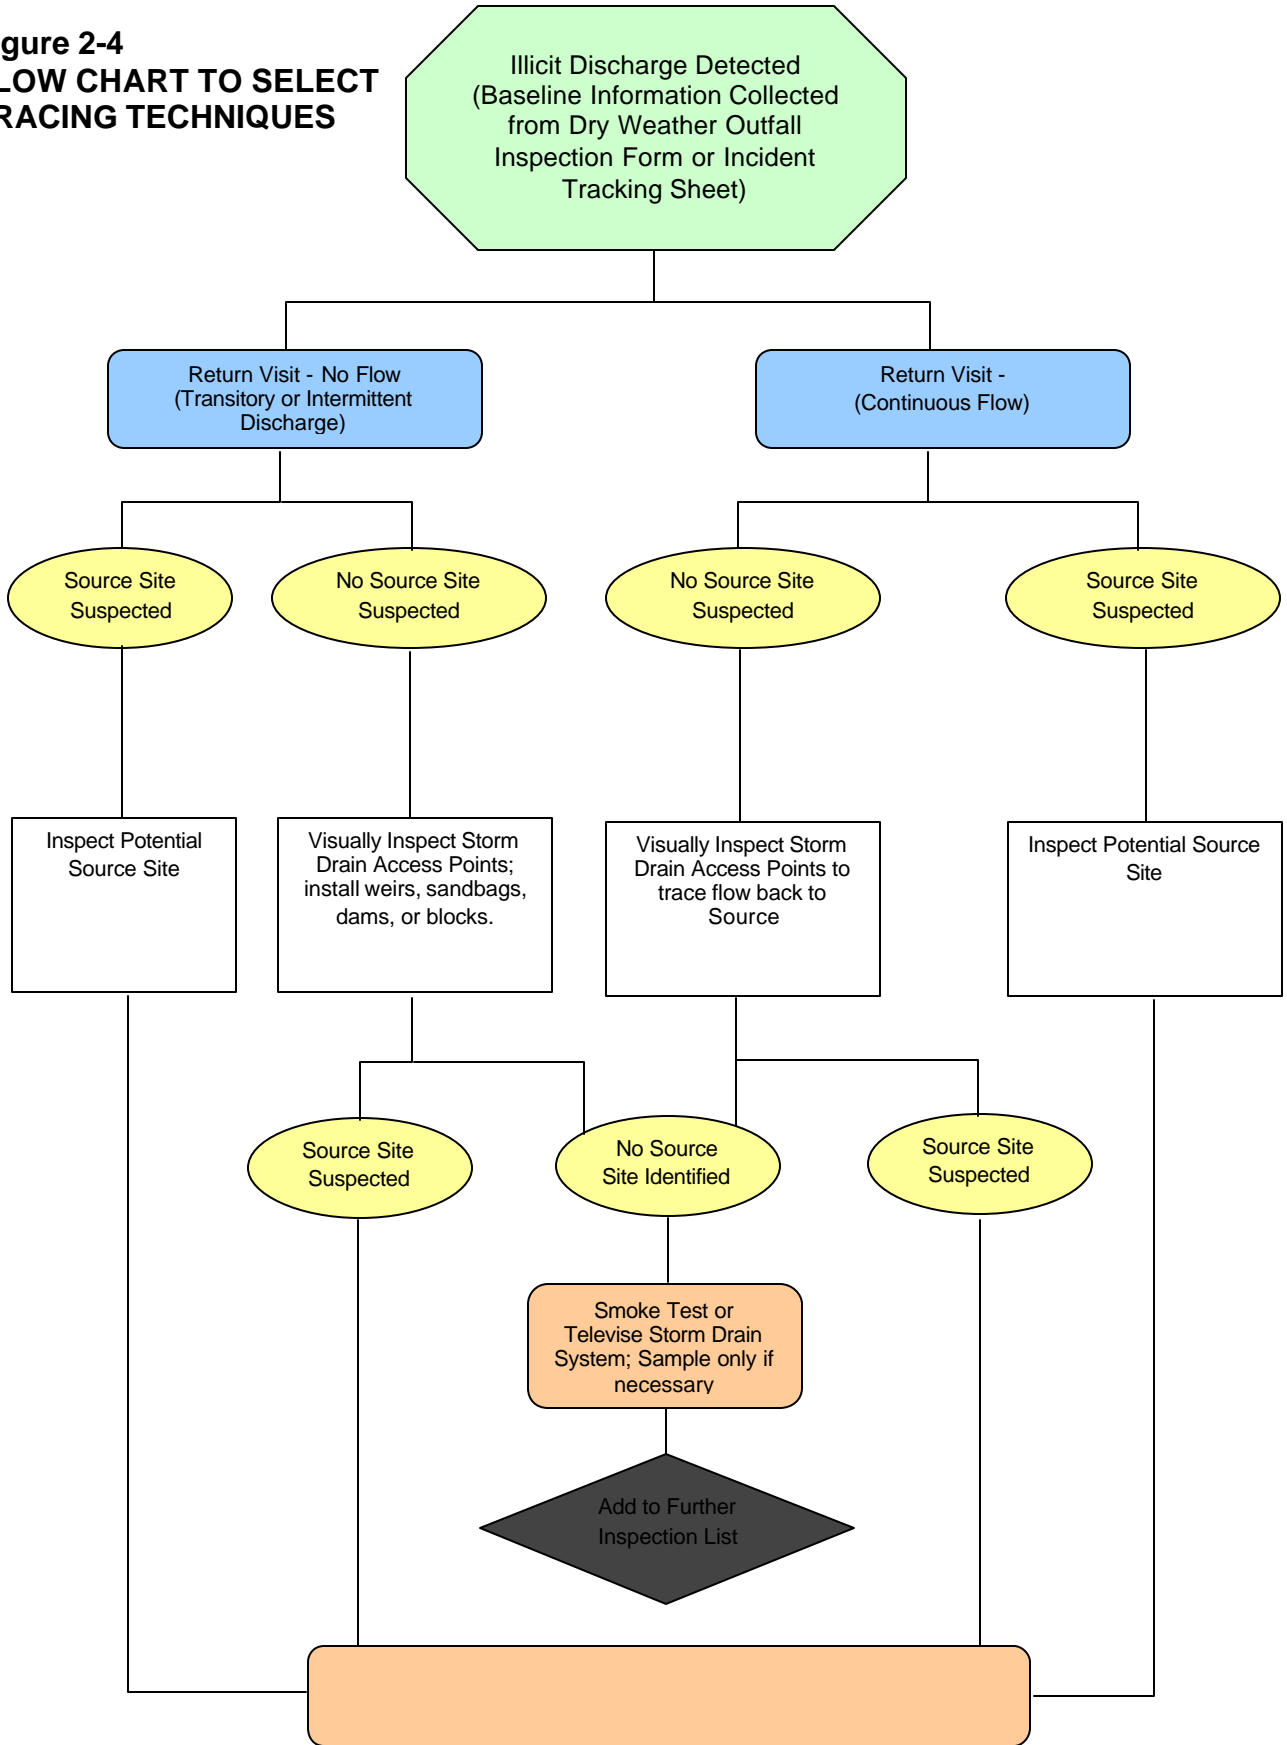 gure 2-4
LOW CHART TO SELECT
RACING TECHNIQUES
Illicit Discharge Detected
(Baseline Information Collected
from Dry Weather Outfall
Inspection Form or Incident
Tracking Sheet)
Return Visit - No Flow
(Transitory or Intermittent
Discharge)
Return Visit -
(Continuous Flow)
Source Site
Suspected
No Source Site
Suspected
No Source Site
Suspected
Source Site
Suspected
Inspect Potential
Source Site
Visually Inspect Storm
Drain Access Points;
install weirs, sandbags,
dams, or blocks.
Visually Inspect Storm
Drain Access Points to
trace flow back to
Source
Inspect Potential Source
Site
Source Site
Suspected
No Source
Site Identified
Source Site
Suspected
Smoke Test or
Televise Storm Drain
System; Sample only if
necessary
Add to Further
Inspection List